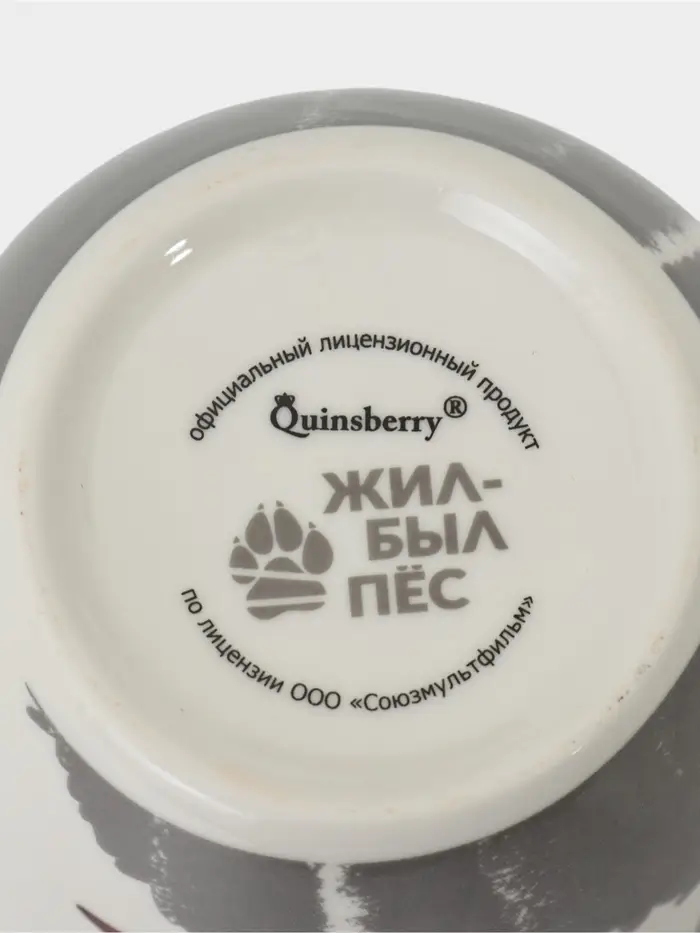 официальный лицензионный продукт
Quinsberry®
ЖИЛ-
БЫЛ
ПЁС
по лицензии ООО «Союзмультфильм»